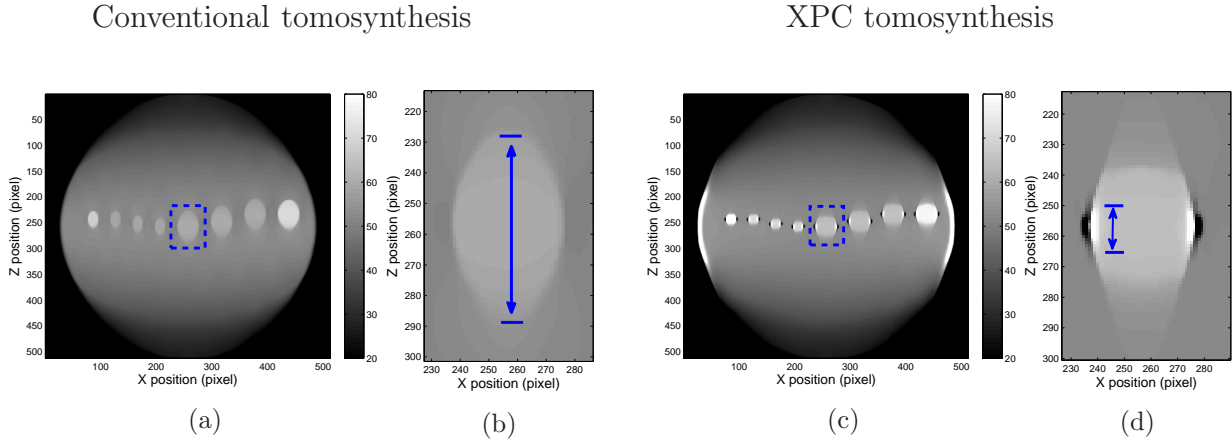 Conventional tomosynthesis
XPC tomosynthesis
Z position (pixel)
50
100
150
200
250
300
350
400
450
500
100 200 300 400 500
X position (pixel)
80
70
60
50
40
30
20
(a)
Z position (pixel)
220
230
240
250
260
270
280
290
300
230 240 250 260 270 280
X position (pixel)
(b)
Z position (pixel)
50
100
150
200
250
300
350
400
450
500
100 200 300 400 500
X position (pixel)
80
70
60
50
40
30
20
(c)
Z position (pixel)
220
230
240
250
260
270
280
290
300
230 240 250 260 270 280
X position (pixel)
(d)